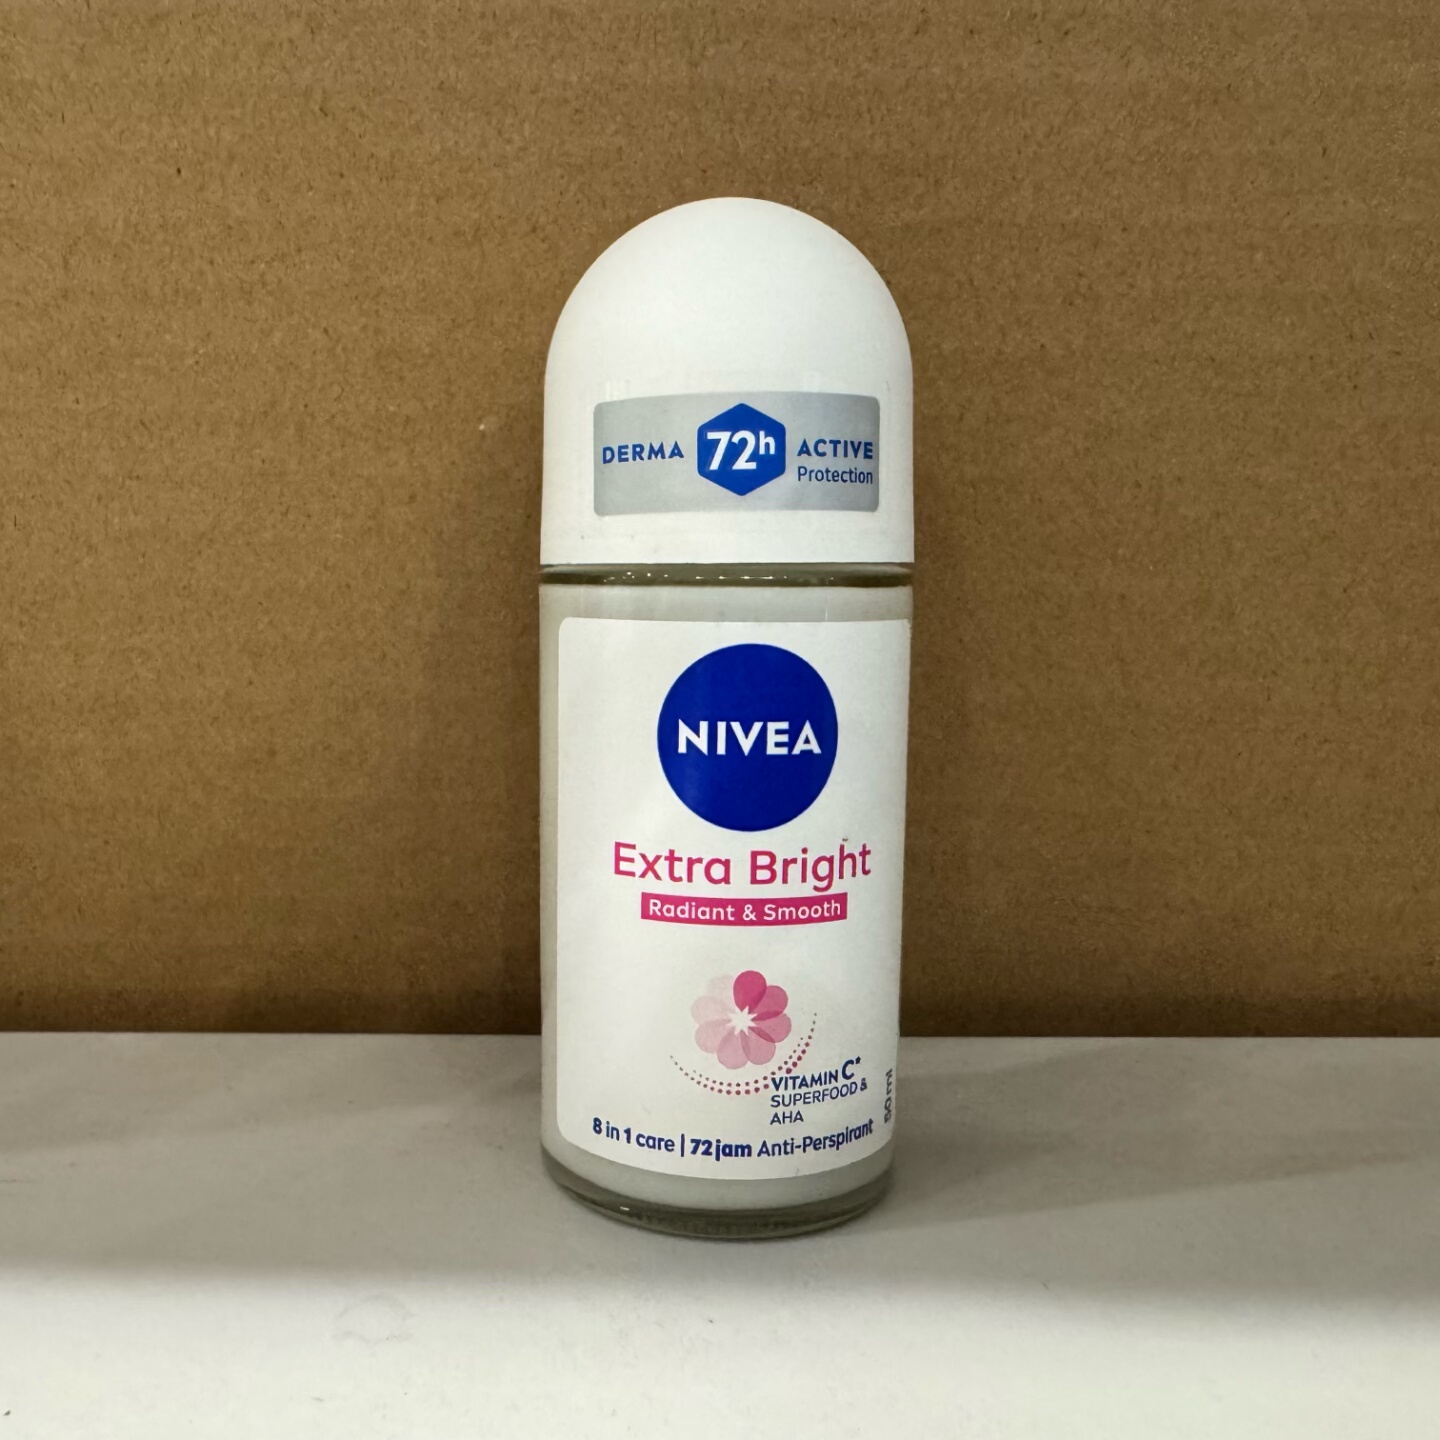 DERMA 72h ACTIVE
Protection
NIVEA
Extra Bright
Radiant & Smooth
VITAMIN C*
SUPERFOOD &
AHA
50 ml
8 in 1 care | 72 jam Anti-Perspirant